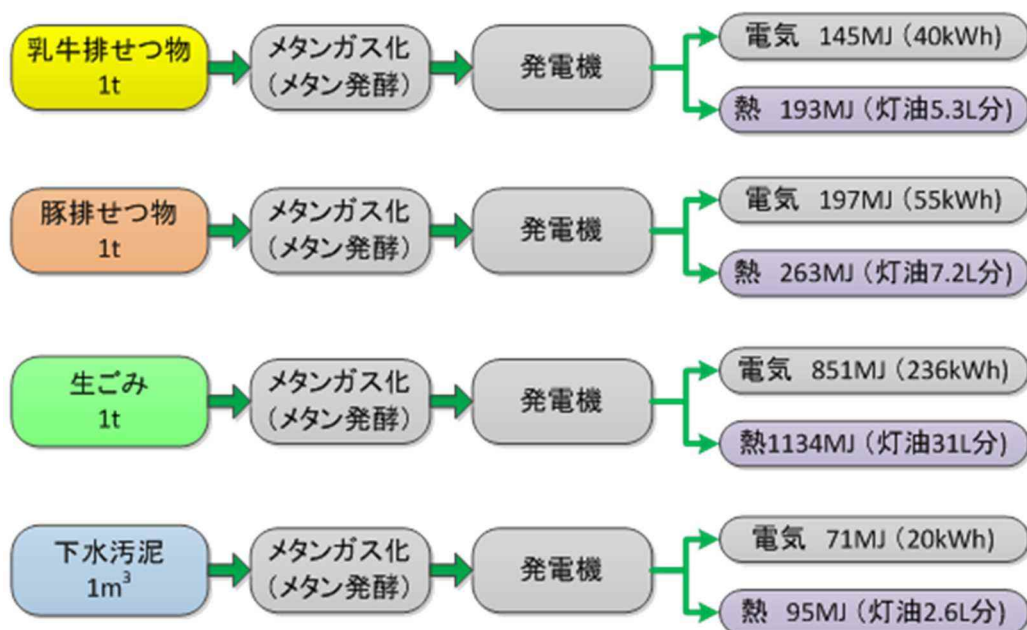 乳牛排せつ物
1t
メタンガス化
(メタン発酵)
発電機
電気 145MJ (40kWh)
熱 193MJ (灯油5.3L分)
豚排せつ物
1t
メタンガス化
(メタン発酵)
発電機
電気 197MJ (55kWh)
熱 263MJ (灯油7.2L分)
生ごみ
1t
メタンガス化
(メタン発酵)
発電機
電気 851MJ (236kWh)
熱1134MJ (灯油31L分)
下水汚泥
1m³
メタンガス化
(メタン発酵)
発電機
電気 71MJ (20kWh)
熱 95MJ (灯油2.6L分)